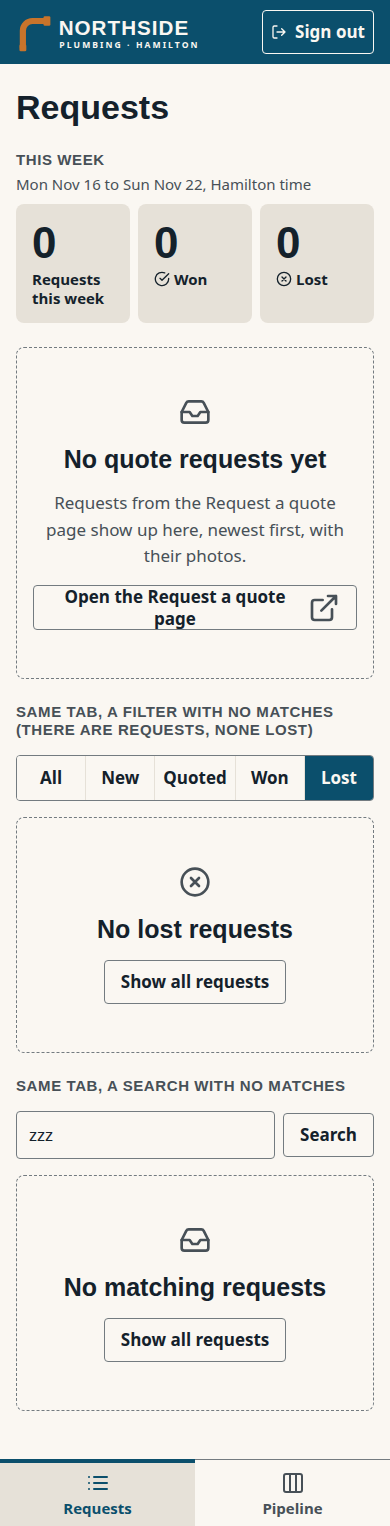 NORTHSIDE
PLUMBING · HAMILTON
Sign out
Requests
THIS WEEK
Mon Nov 16 to Sun Nov 22, Hamilton time
0
Requests
this week
0
Won
0
Lost
No quote requests yet
Requests from the Request a quote
page show up here, newest first, with
their photos.
Open the Request a quote
page
SAME TAB, A FILTER WITH NO MATCHES
(THERE ARE REQUESTS, NONE LOST)
All New Quoted Won Lost
No lost requests
Show all requests
SAME TAB, A SEARCH WITH NO MATCHES
zzz
Search
No matching requests
Show all requests
Requests
Pipeline